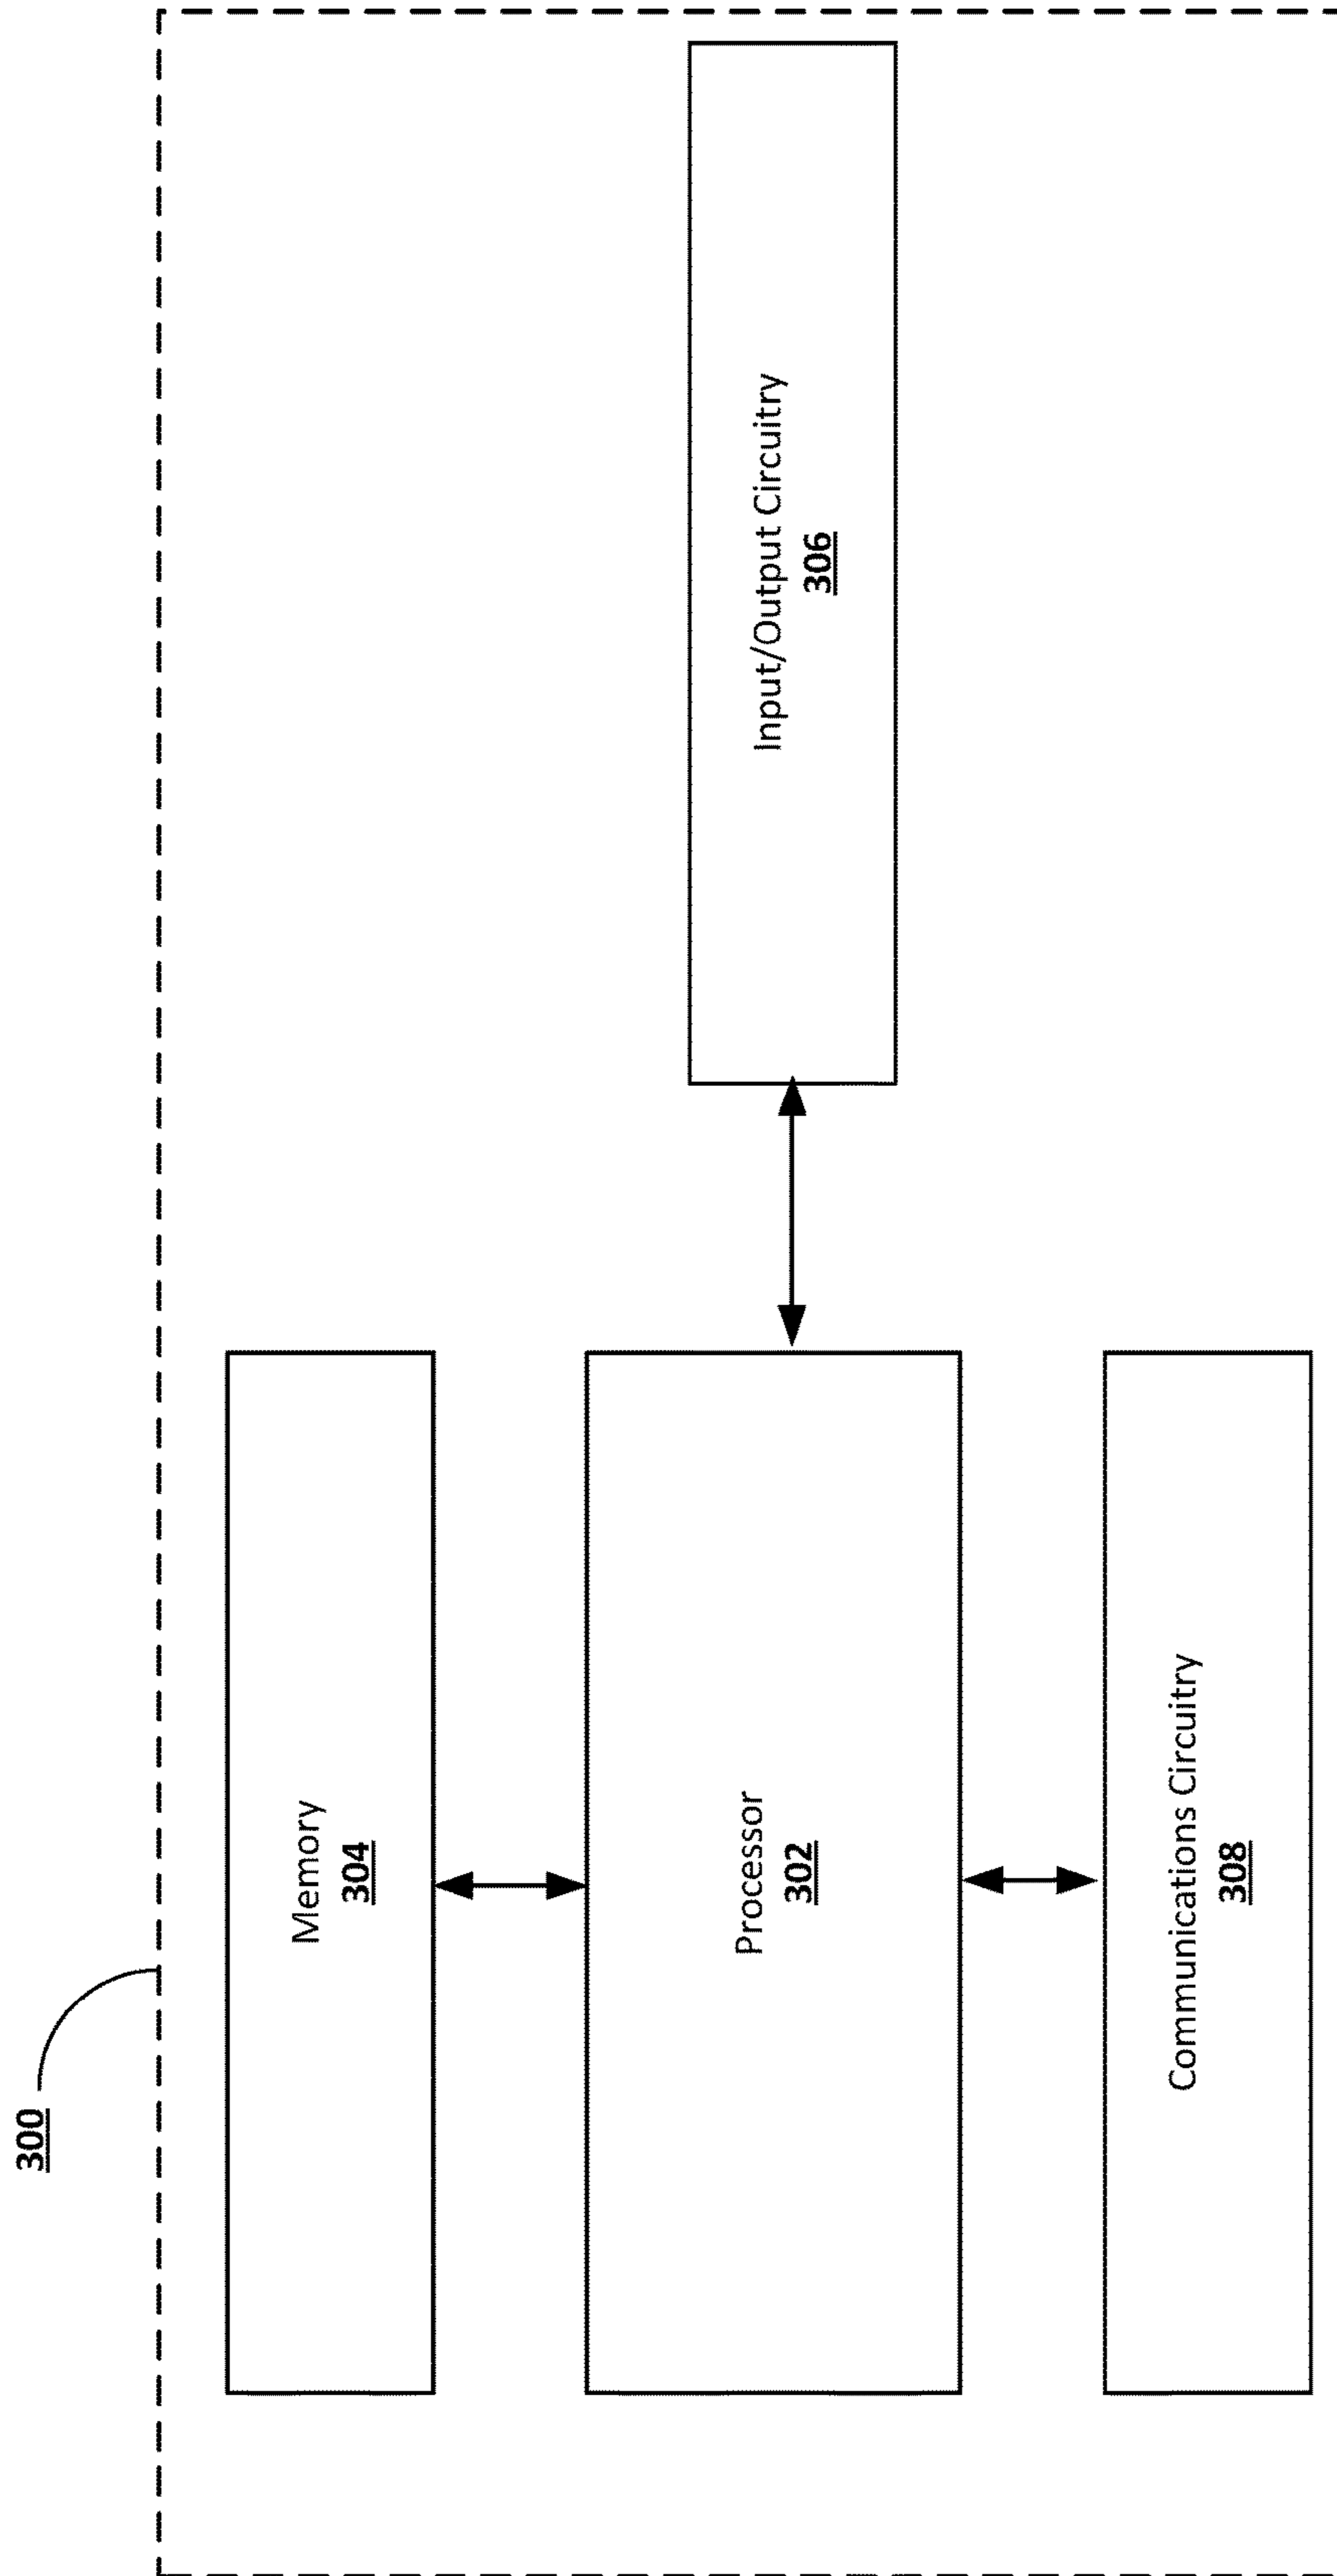 300
Memory
304
Processor
302
Input/Output Circuitry
306
Communications Circuitry
308